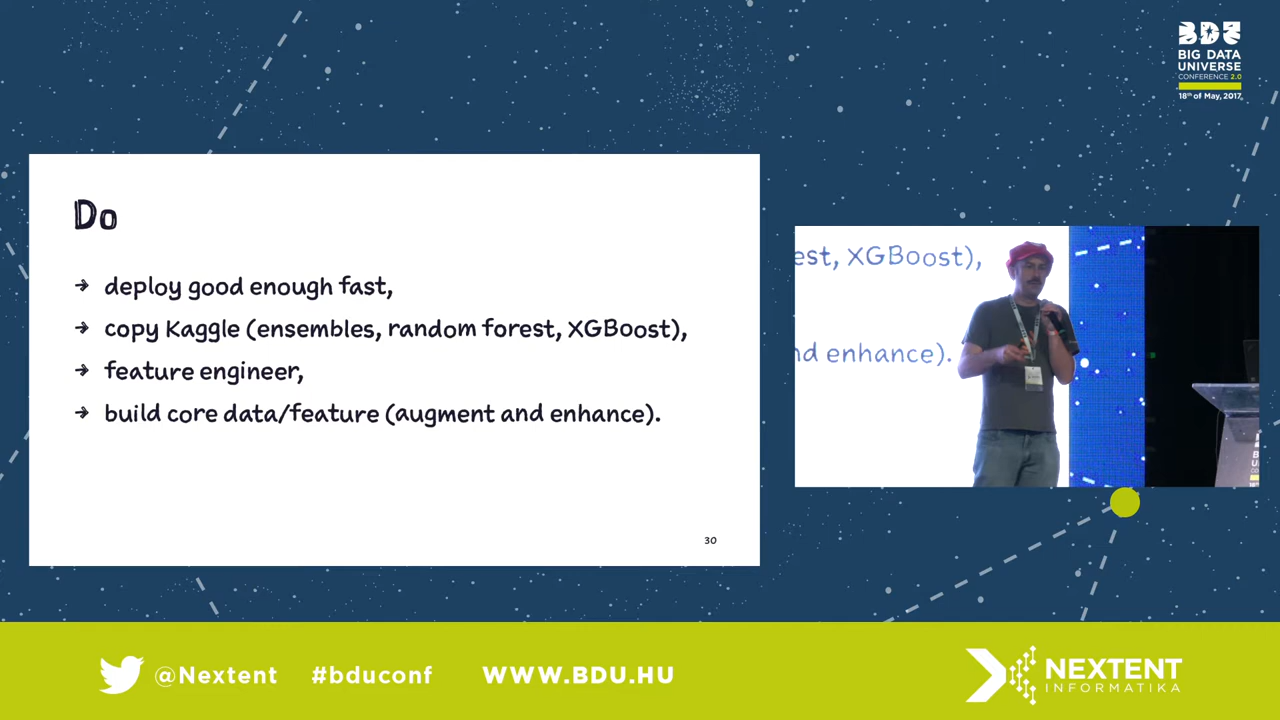 BDU
BIG DATA
UNIVERSE
CONFERENCE 2.0
18th of May, 2017
Do
→ deploy good enough fast,
→ copy Kaggle (ensembles, random forest, XGBoost),
→ feature engineer,
→ build core data/feature (augment and enhance).
30
est, XGBoost),
nd enhance).
@Nextent
#bduconf
WWW.BDU.HU
NEXTENT
INFORMATIKA